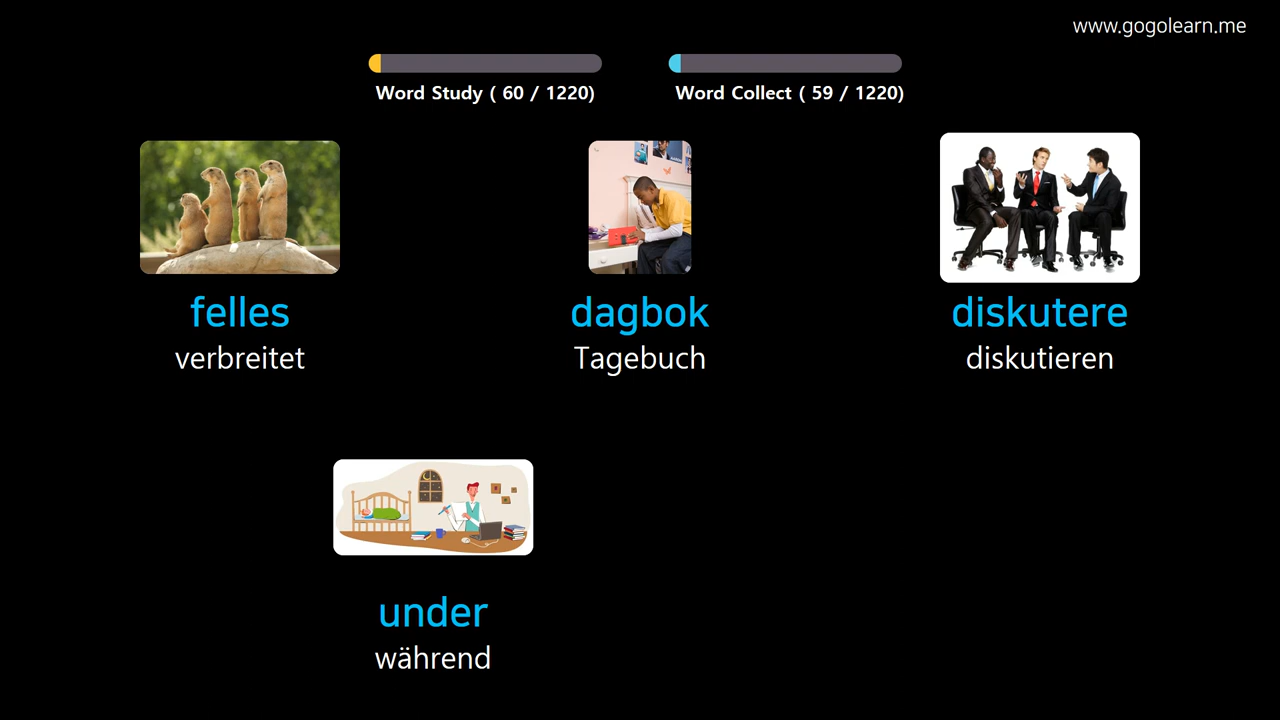 www.gogolearn.me
Word Study ( 60 / 1220)
Word Collect ( 59 / 1220)
felles
verbreitet
dagbok
Tagebuch
diskutere
diskutieren
under
während